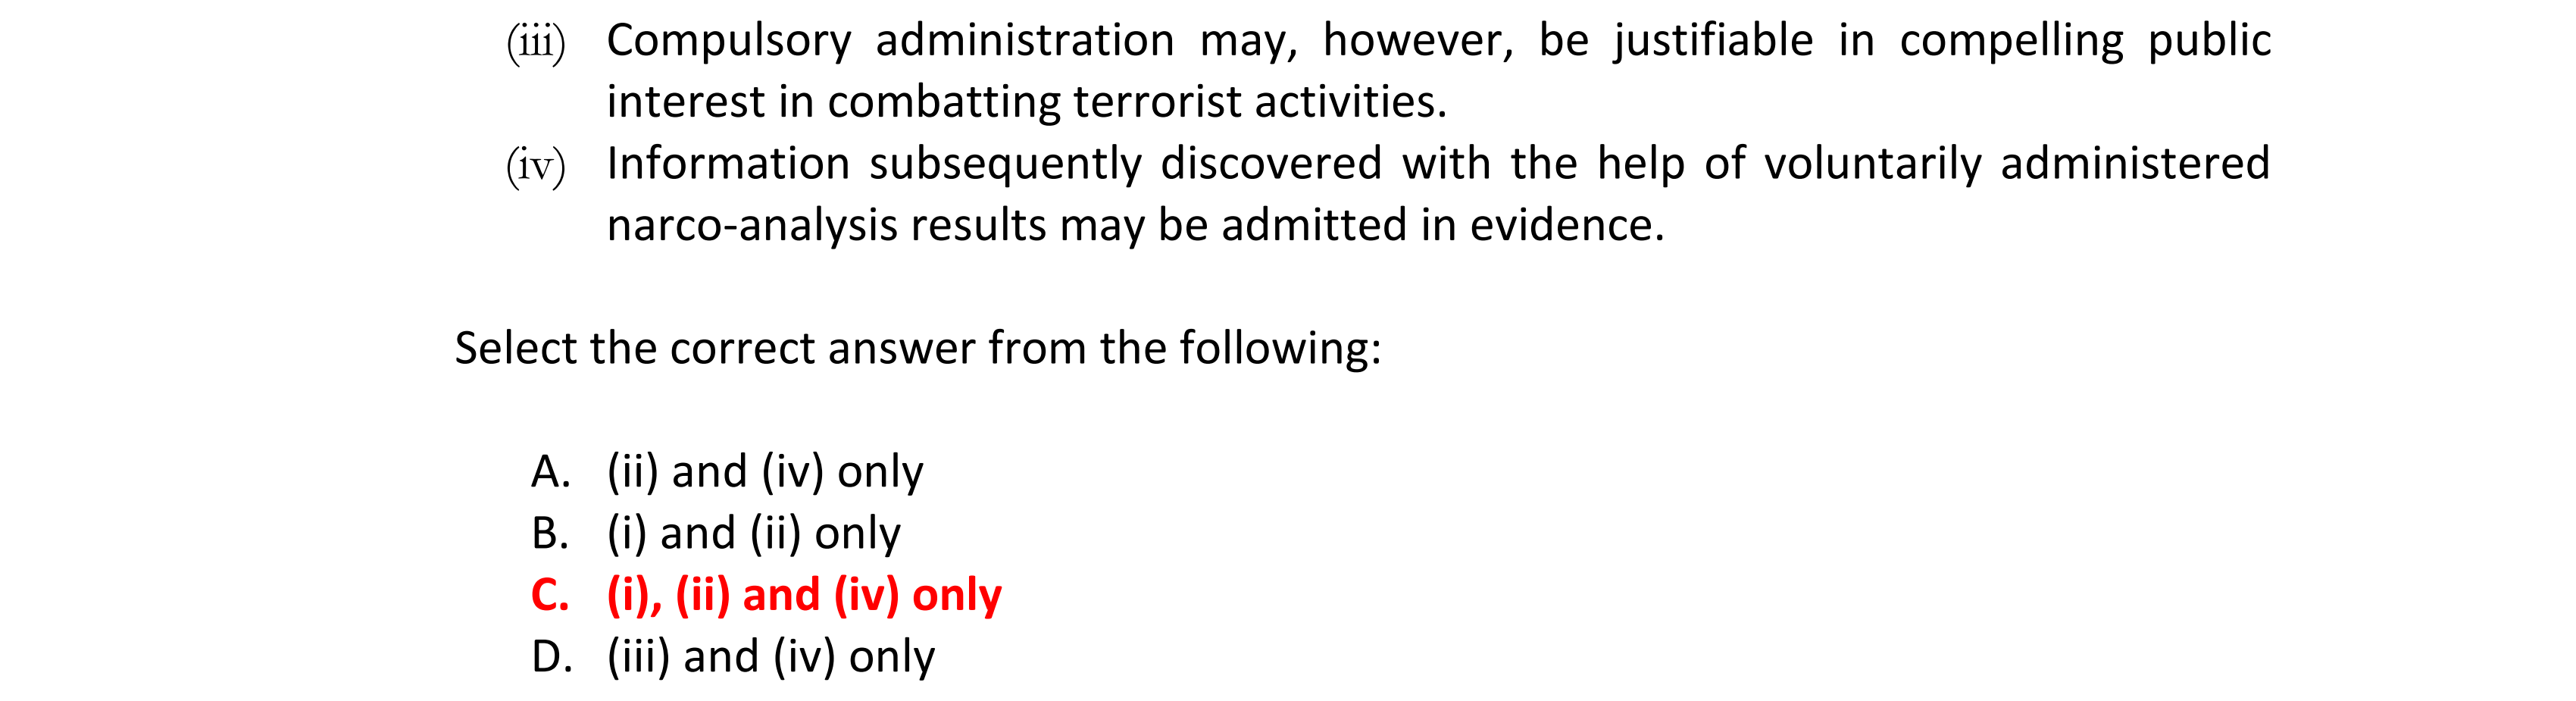 (iii) Compulsory administration may, however, be justifiable in compelling public
interest in combatting terrorist activities.
(iv) Information subsequently discovered with the help of voluntarily administered
narco-analysis results may be admitted in evidence.
Select the correct answer from the following:
A. (ii) and (iv) only
B. (i) and (ii) only
C. (i), (ii) and (iv) only
D. (iii) and (iv) only